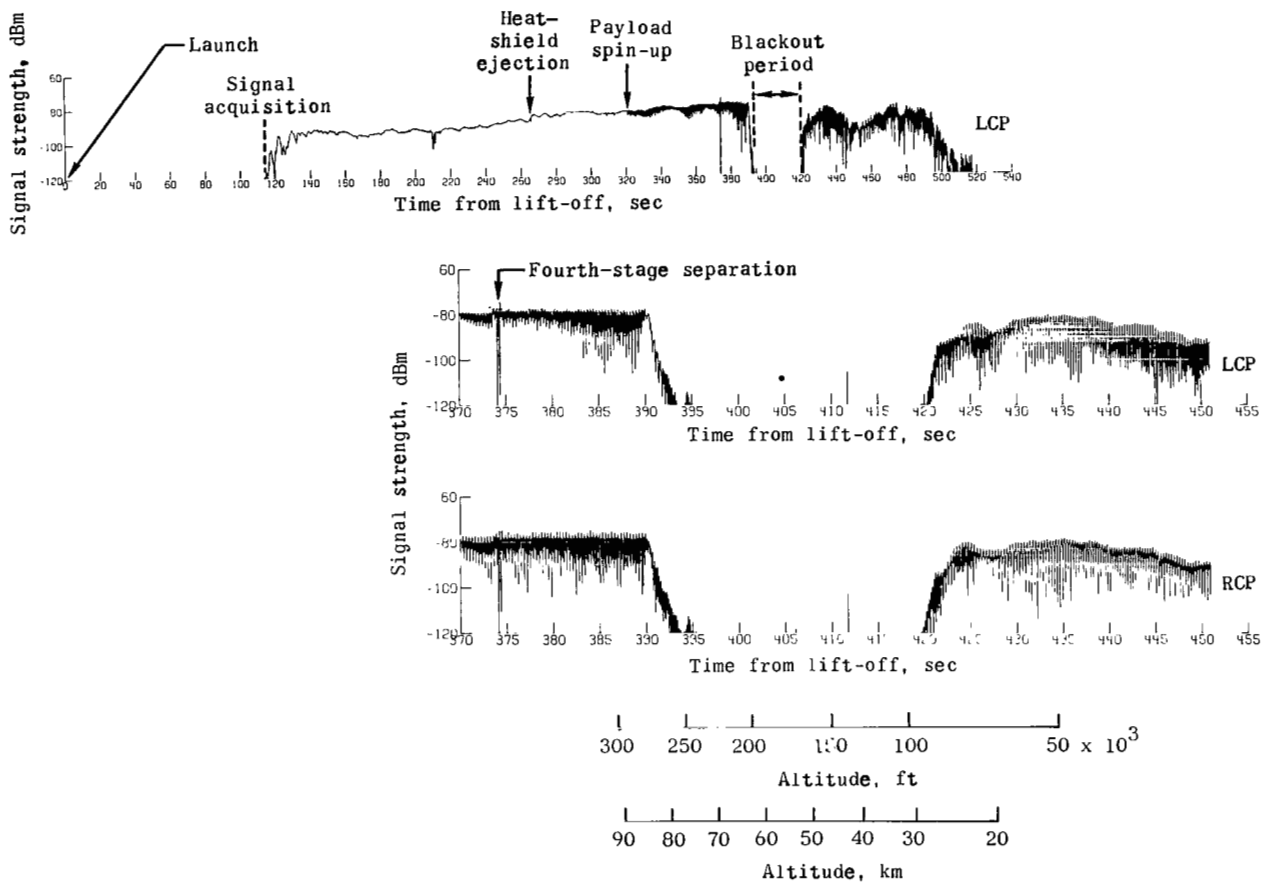 Signal strength, dBm
Launch
Signal acquisition
Heat-shield ejection
Payload spin-up
Blackout period
LCP
60
80
-100
-120
0 20 40 60 80 100 120 140 160 180 200 220 240 260 280 300 320 340 360 380 400 420 440 460 480 500 520 540
Time from lift-off, sec
Fourth-stage separation
Signal strength, dBm
60
-80
-100
-120
370 375 380 385 390 395 400 405 410 415 420 425 430 435 440 445 450 455
LCP
Time from lift-off, sec
60
-80
-100
-120
370 375 380 385 390 395 400 405 410 430 435 440 445 450 455
RCP
Time from lift-off, sec
300 250 200 100 50 x 10³
Altitude, ft
90 80 70 60 50 40 30 20
Altitude, km